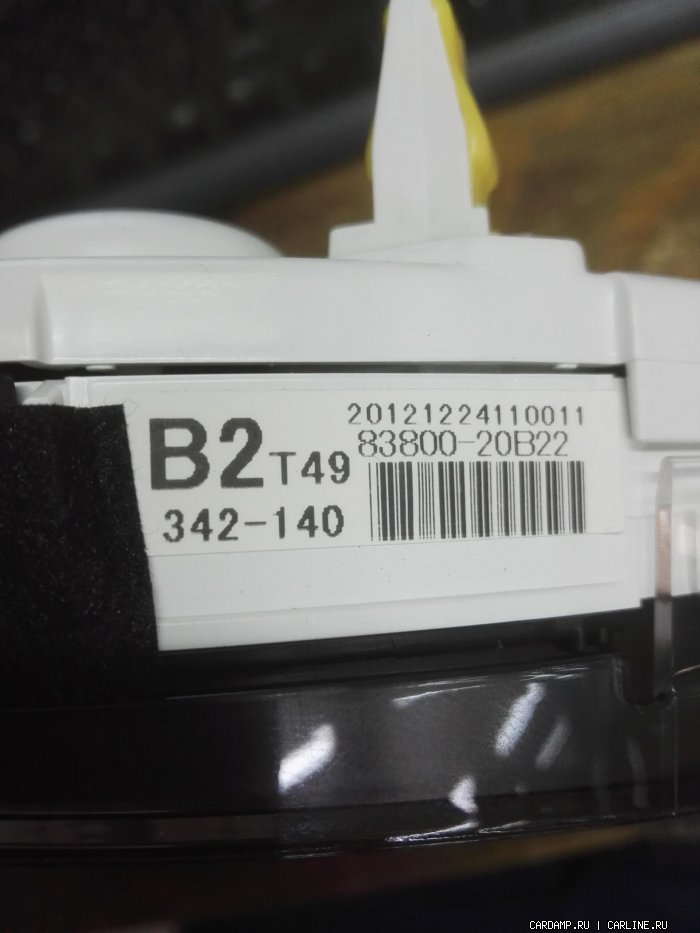 20121224110011
B2 T49 83800-20B22
342-140
CARDAMP.RU | CARLINE.RU